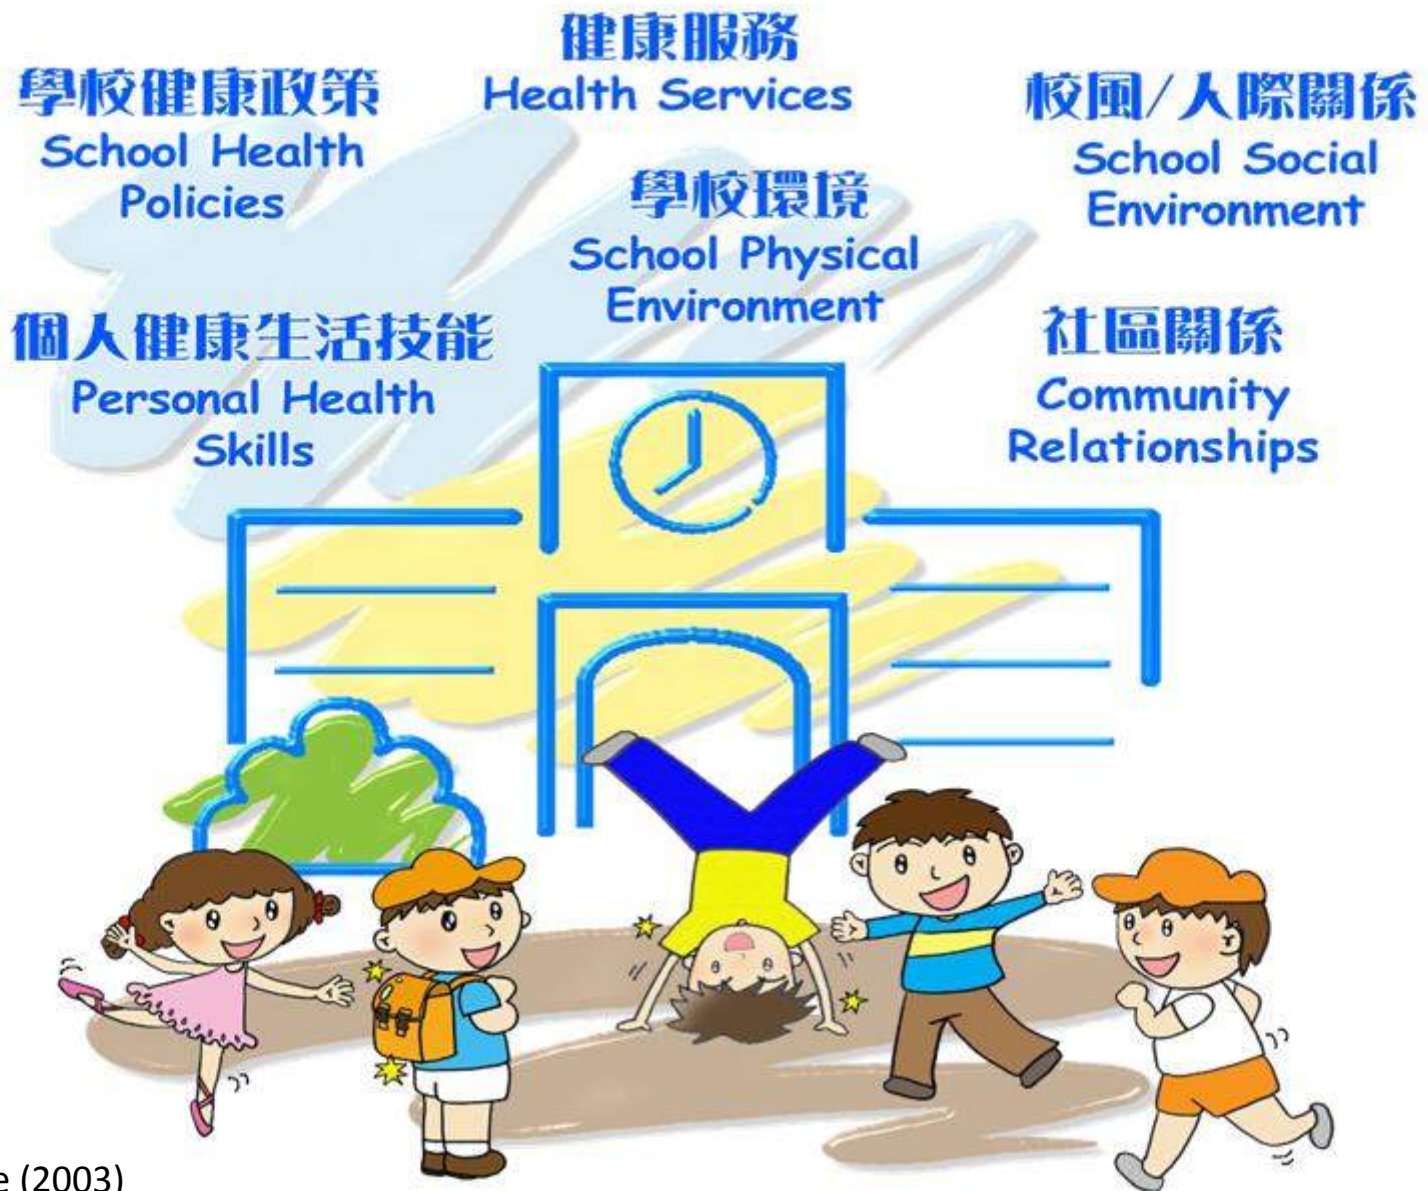 健康服務
Health Services
學校健康政策
School Health
Policies
校風/人際關係
School Social
Environment
學校環境
School Physical
Environment
個人健康生活技能
Personal Health
Skills
社區關係
Community
Relationships
(2003)